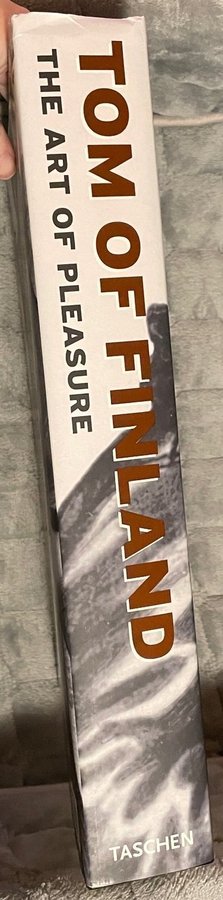 TOM OF FINLAND
THE ART OF PLEASURE
TASCHEN